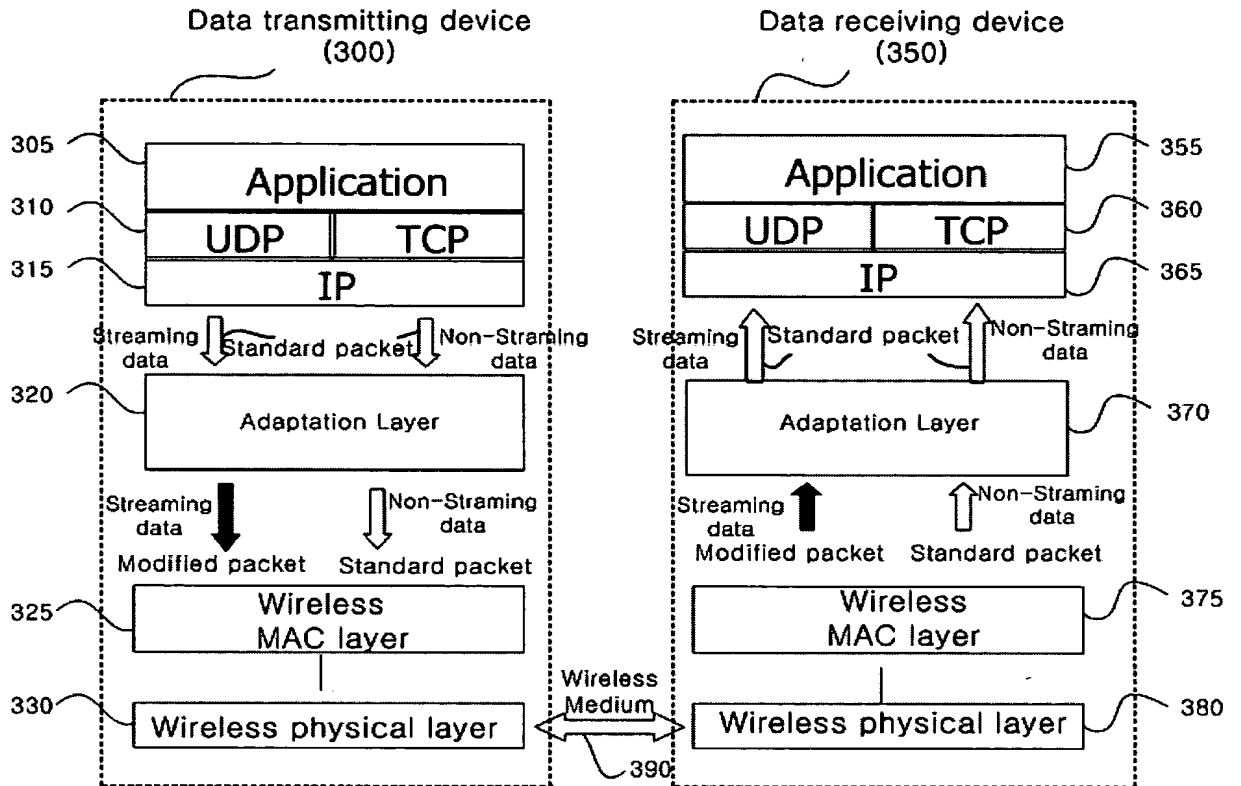 Data transmitting device
(300)
Data receiving device
(350)
305
Application
310
UDP
TCP
315
IP
Streaming
data
Standard packet
Non-Straming
data
320
Adaptation Layer
Streaming
data
Non-Straming
data
Modified packet
Standard packet
325
Wireless
MAC layer
330
Wireless physical layer
Wireless
Medium
390
355
Application
360
UDP
TCP
365
IP
Streaming
data
Standard packet
Non-Straming
data
370
Adaptation Layer
Streaming
data
Non-Straming
data
Modified packet
Standard packet
375
Wireless
MAC layer
380
Wireless physical layer